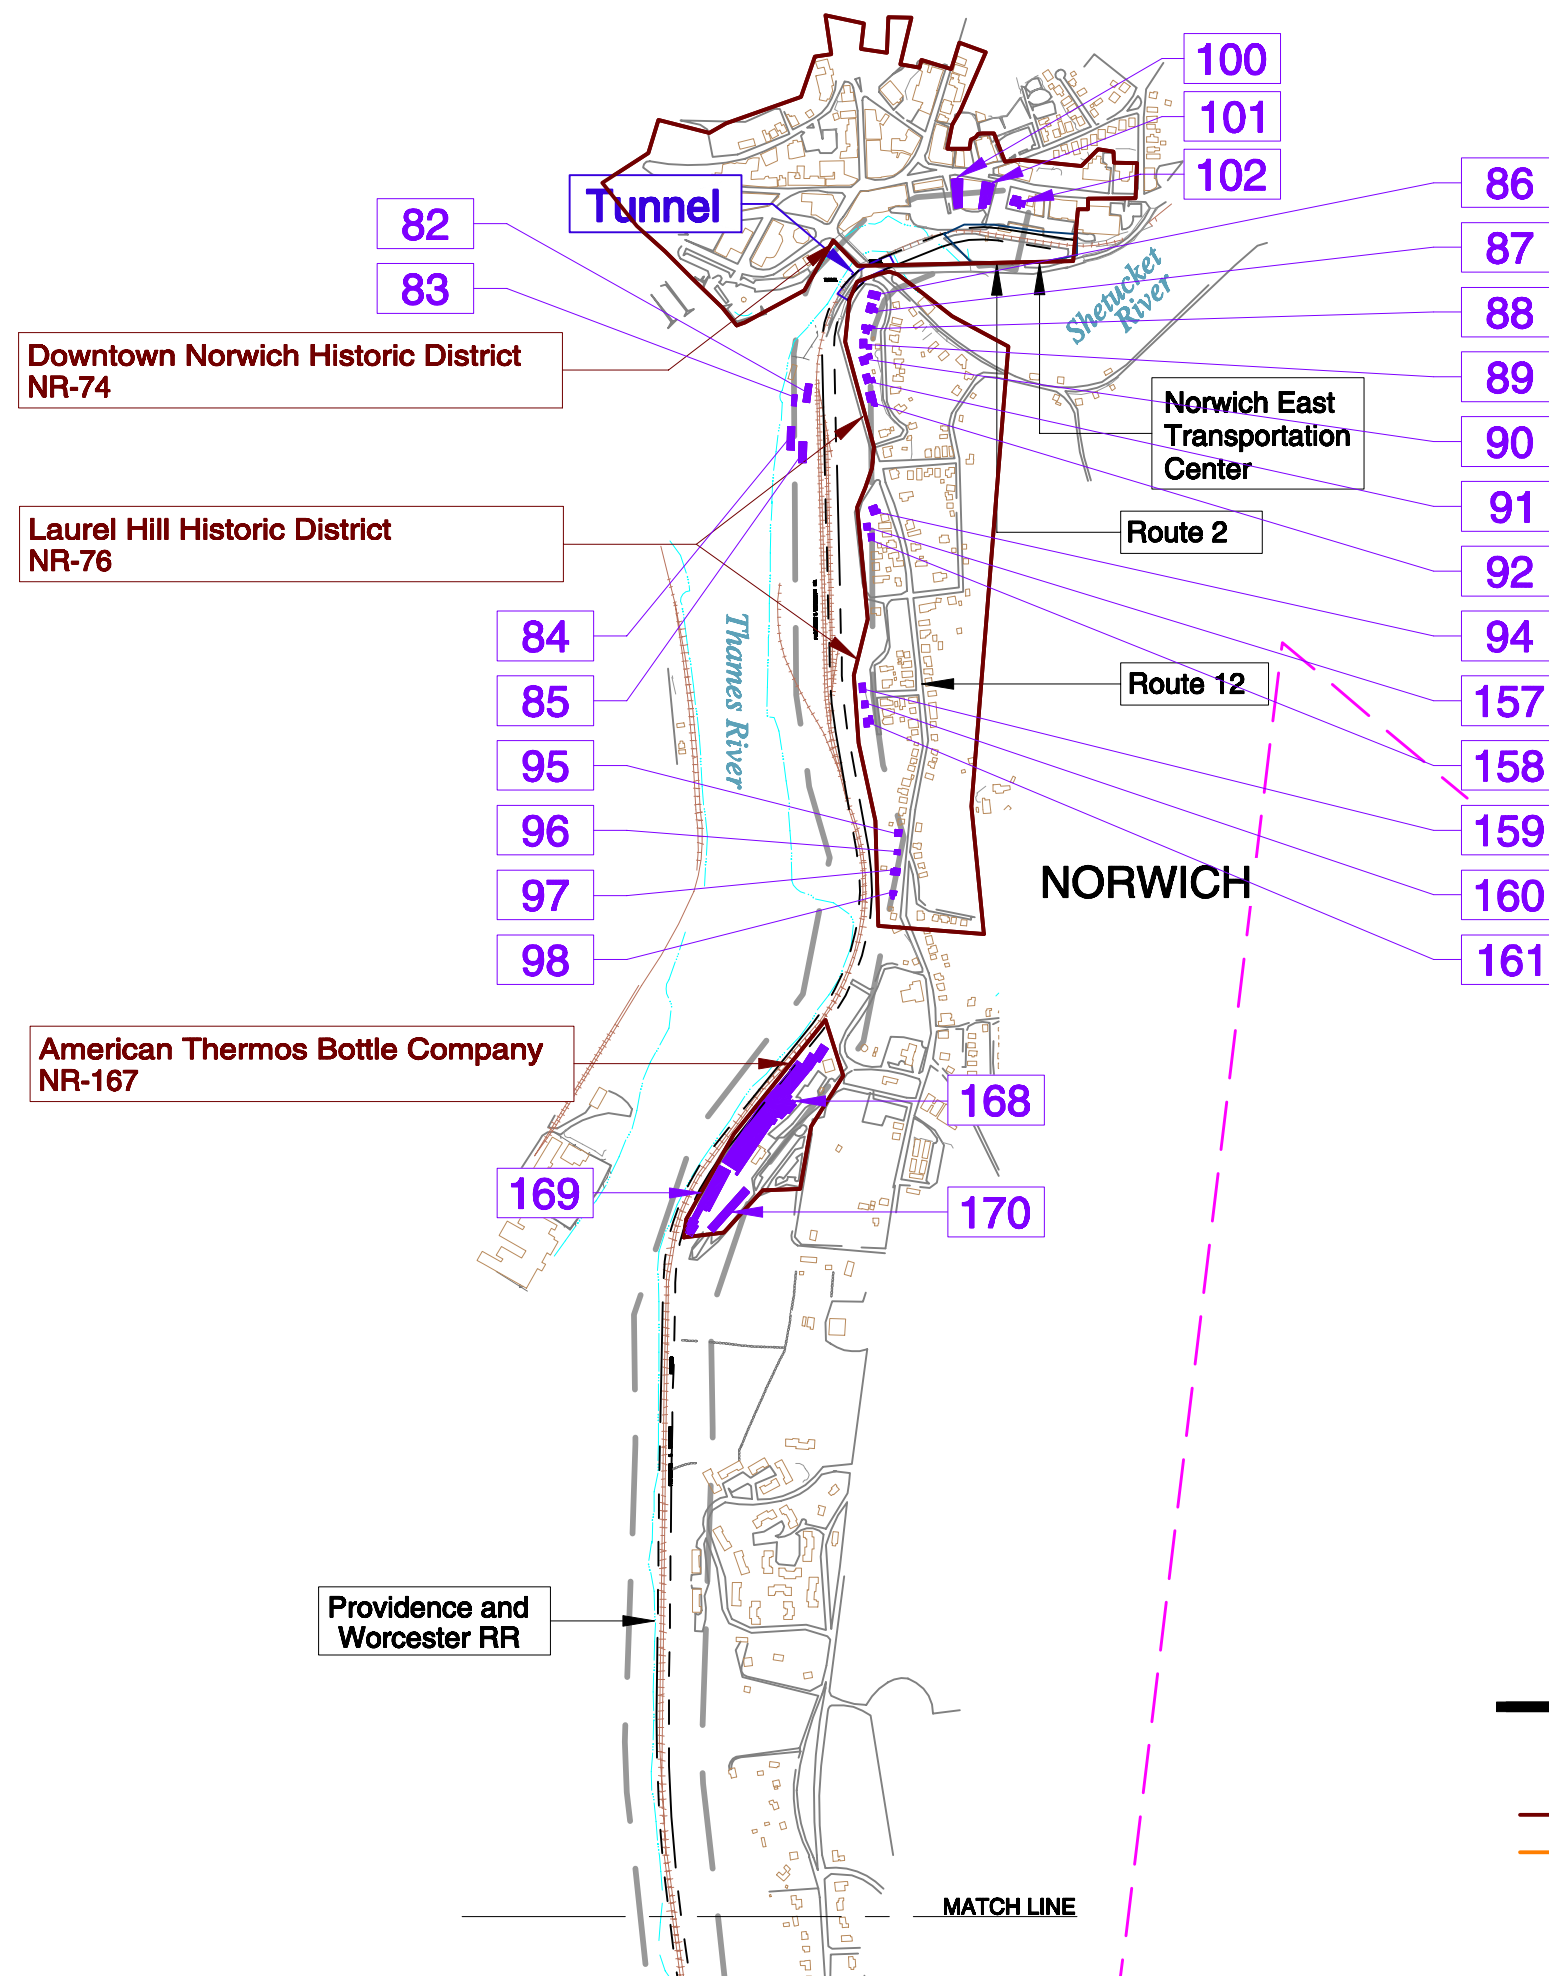 100
101
102
86
Tunnel
82
87
83
Shetucket
River
88
Downtown Norwich Historic District
NR-74
89
Norwich East
Transportation
Center
90
91
Laurel Hill Historic District
NR-76
Route 2
92
84
94
Thames River
Route 12
85
157
95
158
96
159
NORWICH
97
160
98
161
American Thermos Bottle Company
NR-167
168
169
170
Providence and
Worcester RR
MATCH LINE